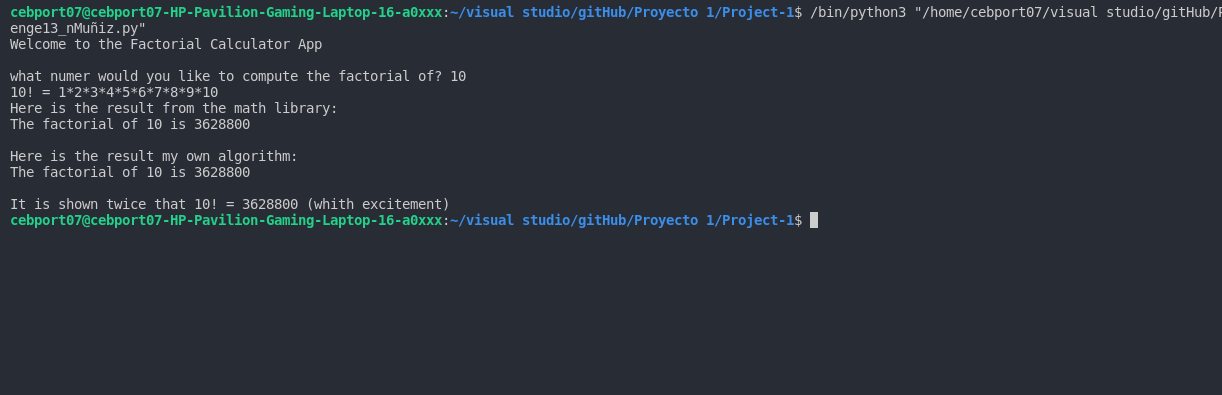 cebport07@cebport07-HP-Pavilion-Gaming-Laptop-16-a0xxx:~/visual studio/gitHub/Proyecto 1/Project-1$ /bin/python3 "/home/cebport07/visual studio/gitHub/P
enge13_nMuñiz.py"
Welcome to the Factorial Calculator App
what numer would you like to compute the factorial of? 10
10! = 1*2*3*4*5*6*7*8*9*10
Here is the result from the math library:
The factorial of 10 is 3628800
Here is the result my own algorithm:
The factorial of 10 is 3628800
It is shown twice that 10! = 3628800 (whith excitement)
cebport07@cebport07-HP-Pavilion-Gaming-Laptop-16-a0xxx:~/visual studio/gitHub/Proyecto 1/Project-1$